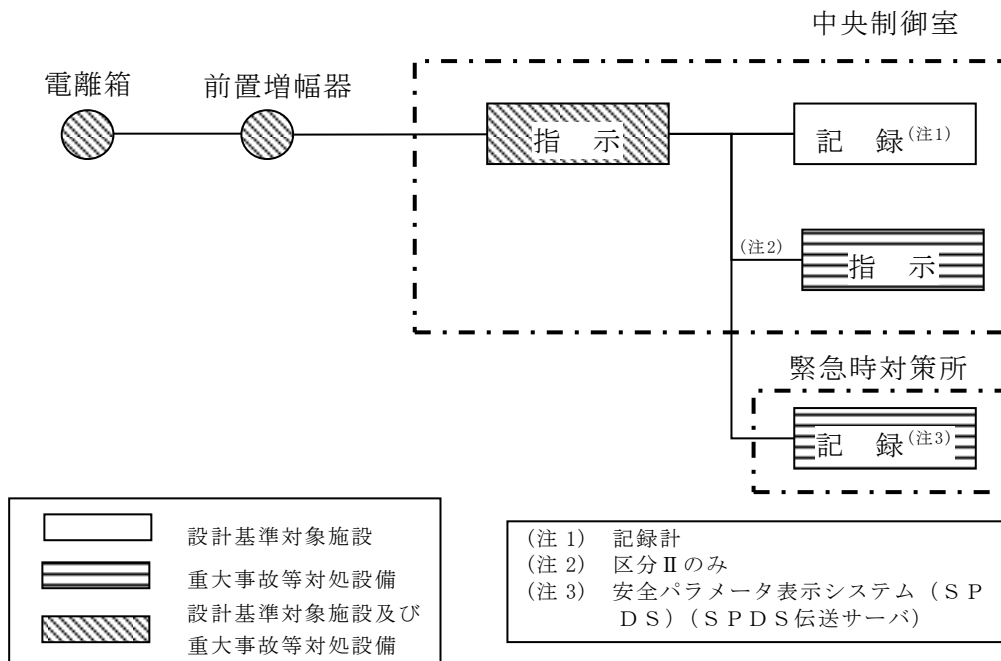 中央制御室
電離箱
前置増幅器
指　示
記　録(注1)
(注2)
指　示
緊急時対策所
記　録(注3)
設計基準対象施設
重大事故等対処設備
設計基準対象施設及び
重大事故等対処設備
(注 1)　記録計
(注 2)　区分Ⅱのみ
(注 3)　安全パラメータ表示システム（ＳＰ
ＤＳ）(ＳＰＤＳ伝送サーバ）